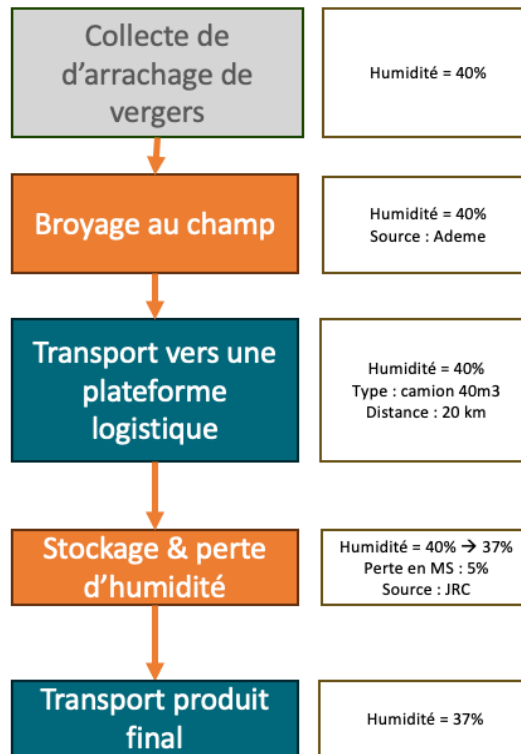 Collecte de
d'arrachage de
vergers
Humidité = 40%
Broyage au champ
Humidité = 40%
Source : Ademe
Transport vers une
plateforme
logistique
Humidité = 40%
Type : camion 40m3
Distance : 20 km
Stockage & perte
d'humidité
Humidité = 40% → 37%
Perte en MS : 5%
Source : JRC
Transport produit
final
Humidité = 37%